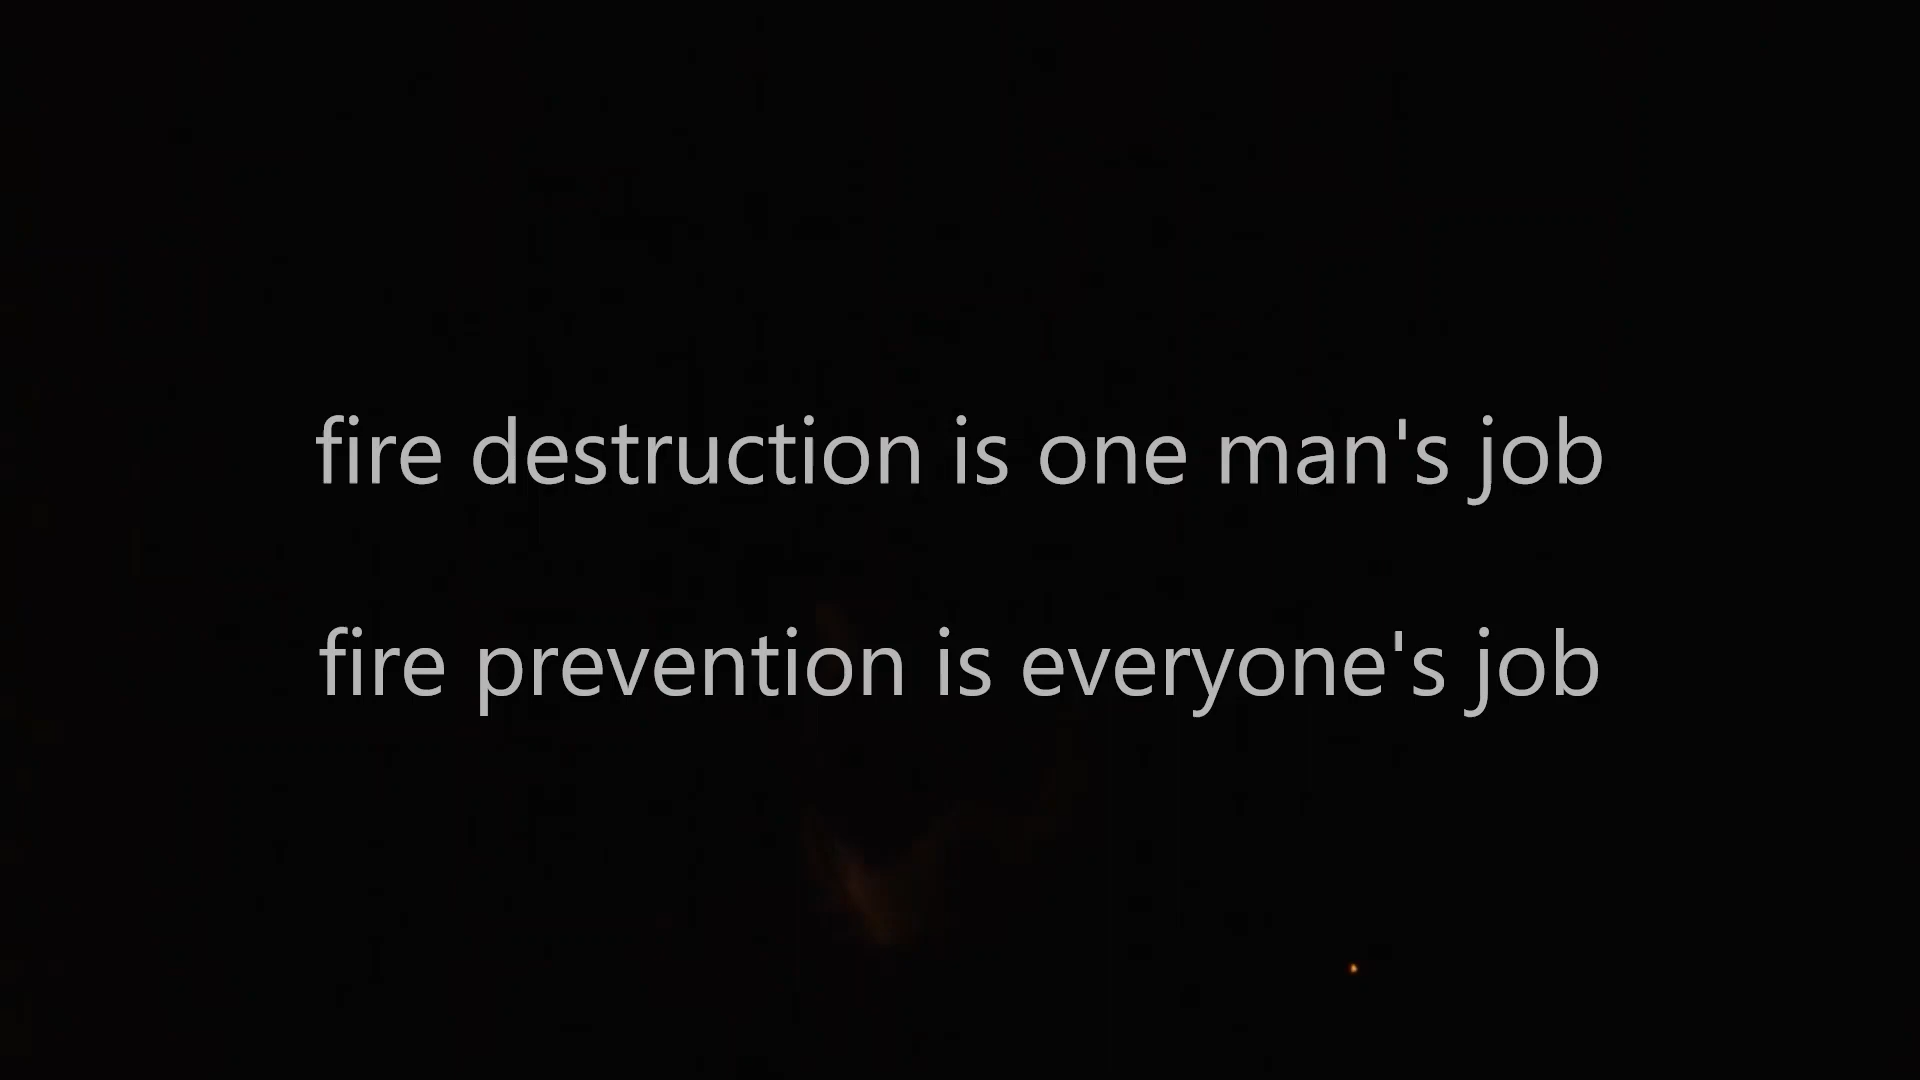 fire destruction is one man's job
fire prevention is everyone's job